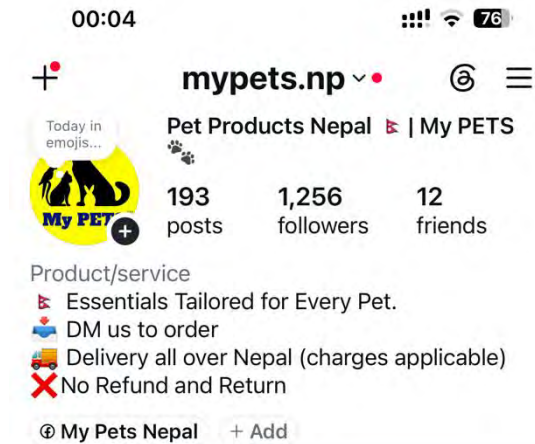 00:04
76
mypets.np
Today in
emojis...
Pet Products Nepal 🇳🇵 | My PETS
🐾
My PET
193 1,256 12
posts followers friends
Product/service
🇳🇵 Essentials Tailored for Every Pet.
📥 DM us to order
🚚 Delivery all over Nepal (charges applicable)
❌No Refund and Return
My Pets Nepal
+ Add